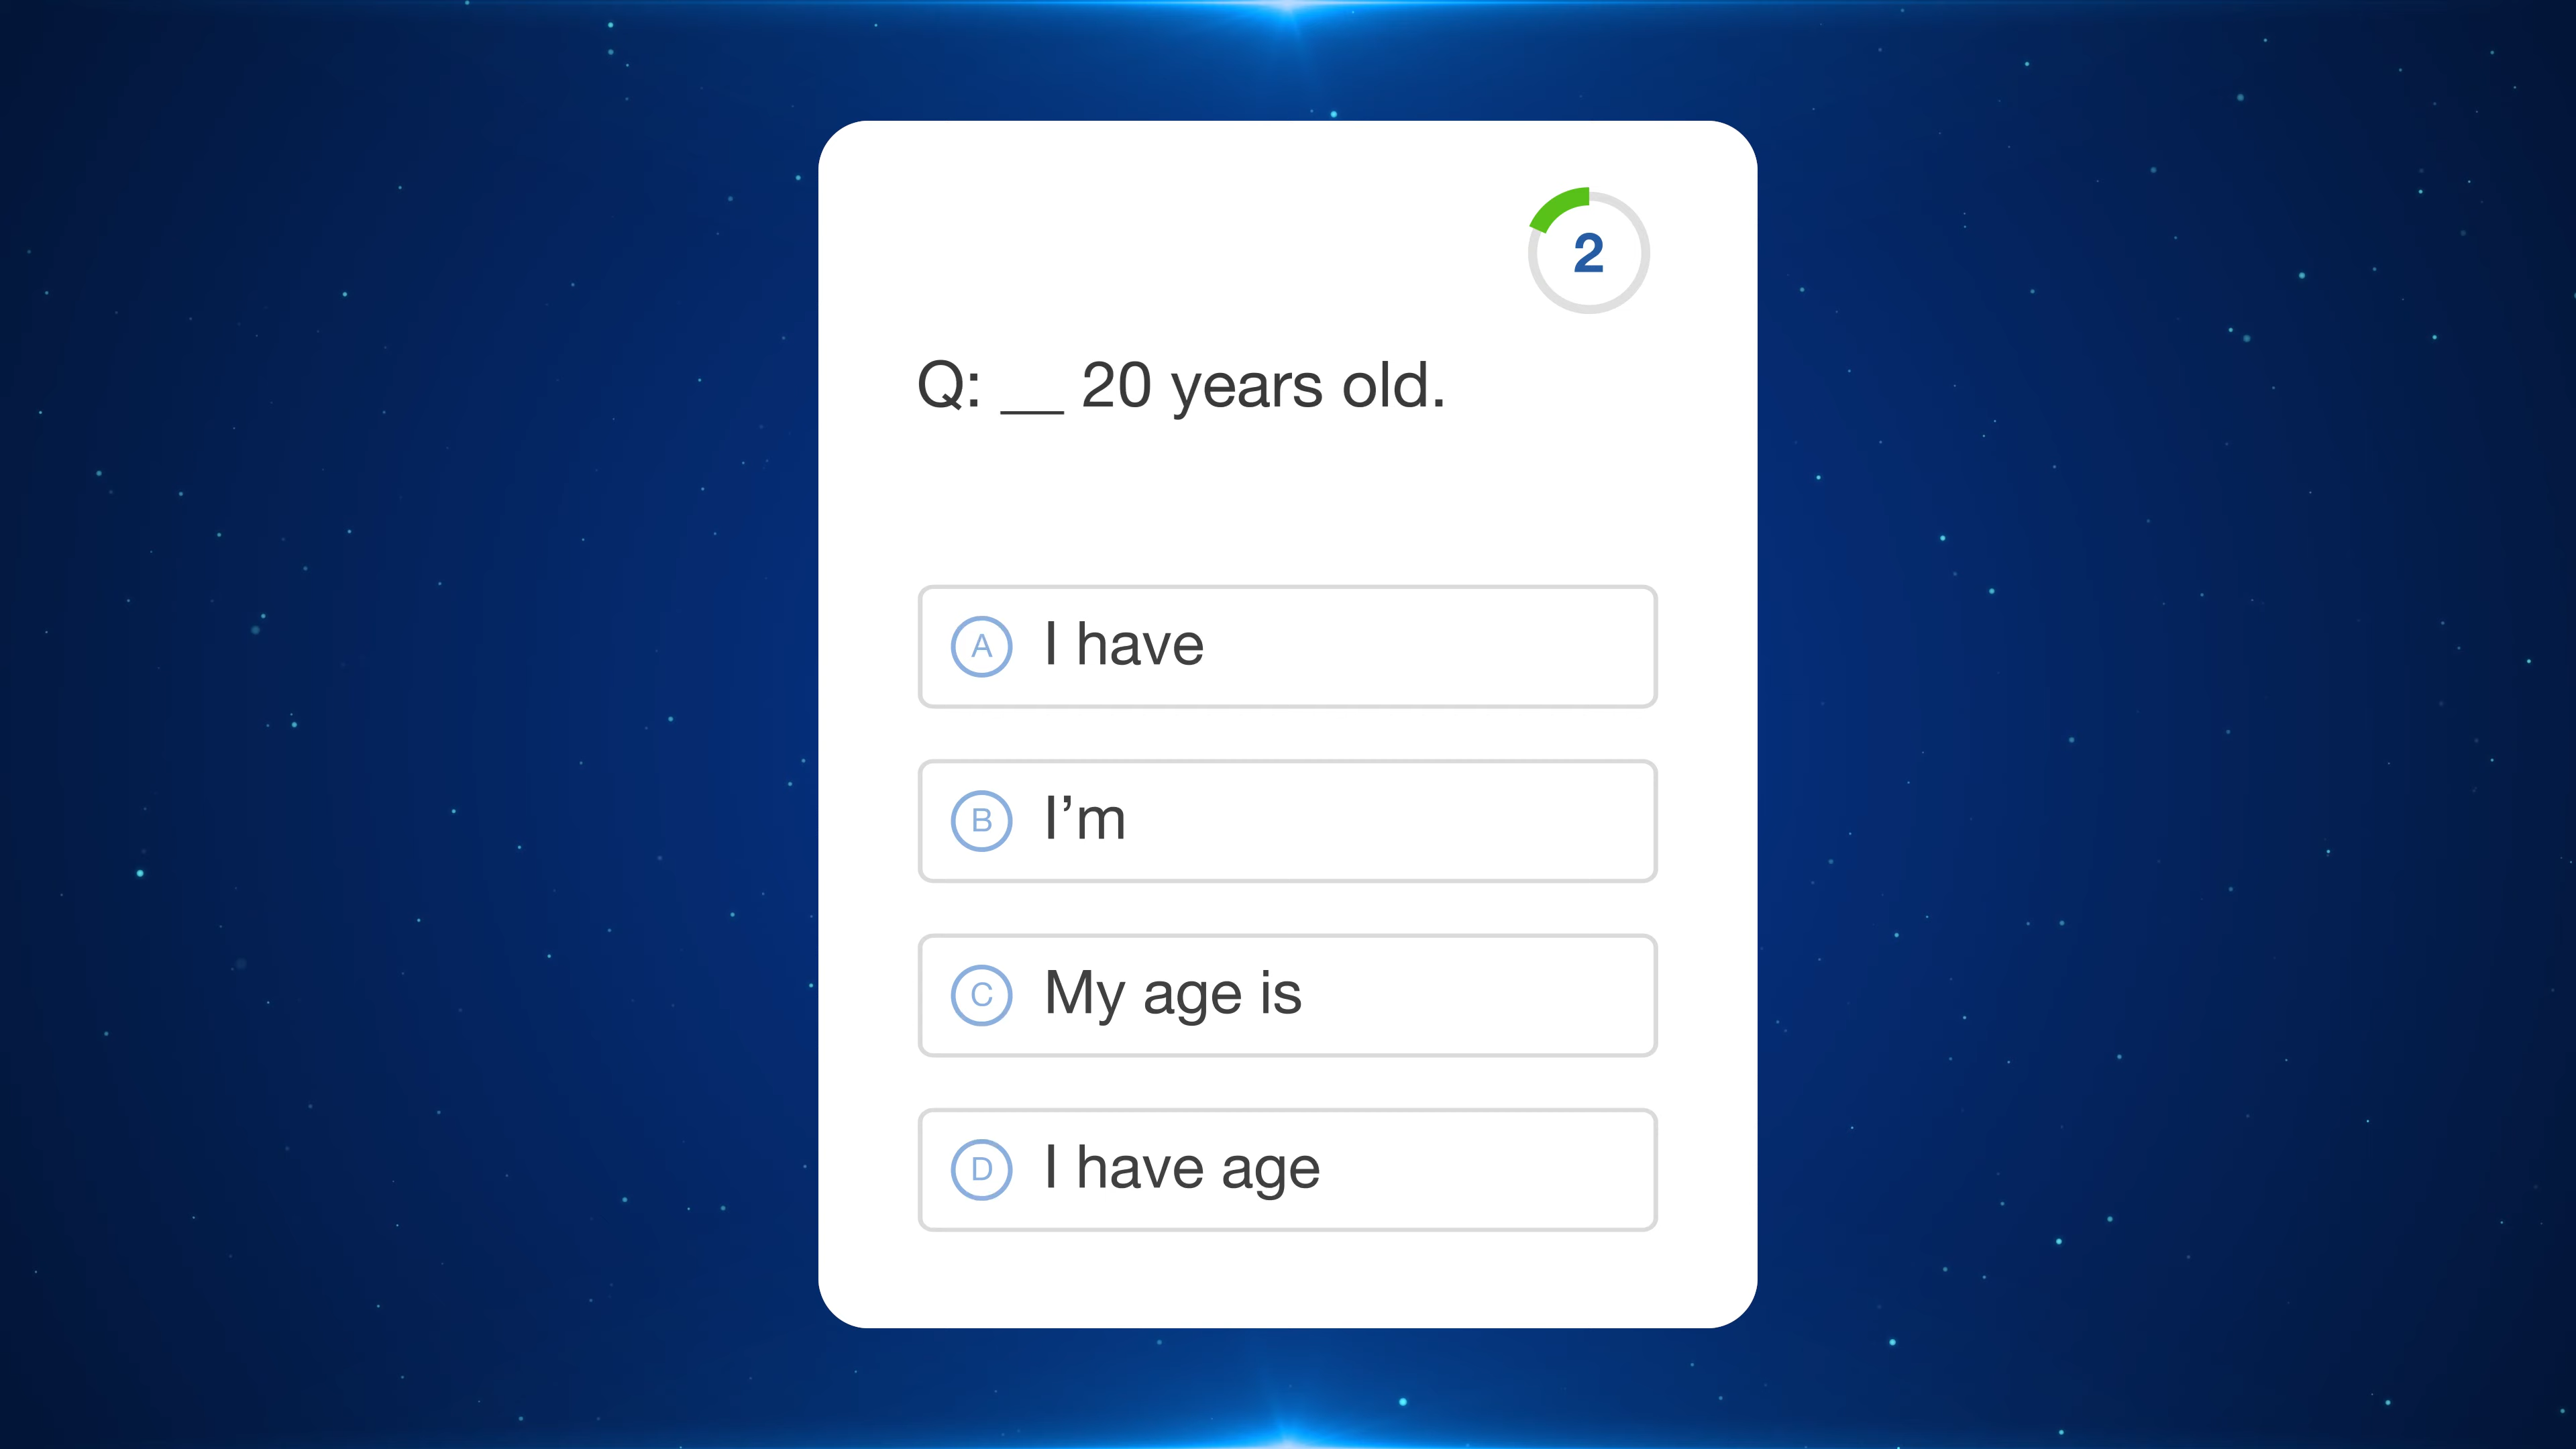 2
Q: __ 20 years old.
A I have
B I’m
C My age is
D I have age